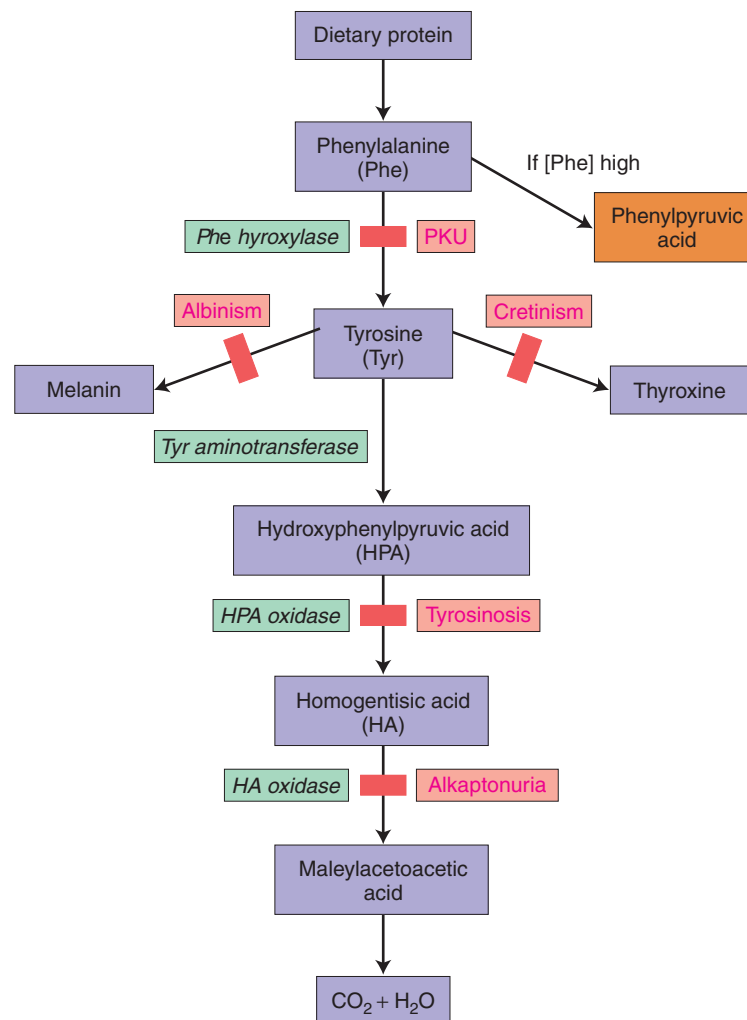 Dietary protein
Phenylalanine
(Phe)
If [Phe] high
Phenylpyruvic
acid
Phe hyroxylase
PKU
Albinism
Cretinism
Tyrosine
(Tyr)
Melanin
Thyroxine
Tyr aminotransferase
Hydroxyphenylpyruvic acid
(HPA)
HPA oxidase
Tyrosinosis
Homogentisic acid
(HA)
HA oxidase
Alkaptonuria
Maleylacetoacetic
acid
CO₂ + H₂O